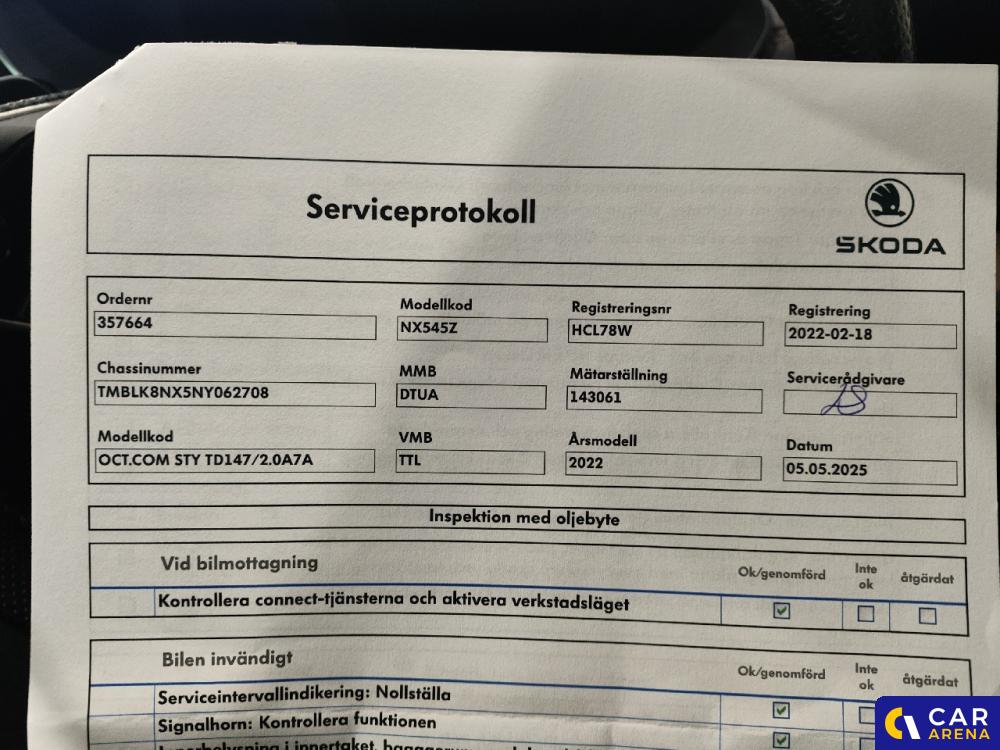 Serviceprotokoll
ŠKODA
Ordernr Modellkod Registreringsnr Registrering
357664 NX545Z HCL78W 2022-02-18
Chassinummer MMB Mätarställning Servicerådgivare
TMBLK8NX5NY062708 DTUA 143061
Modellkod VMB Årsmodell Datum
OCT.COM STY TD147/2.0A7A TTL 2022 05.05.2025
Inspektion med oljebyte
Vid bilmottagning Ok/genomförd Inte ok åtgärdat
Kontrollera connect-tjänsterna och aktivera verkstadsläget
Bilen invändigt Ok/genomförd Inte ok åtgärdat
Serviceintervallindikering: Nollställa
Signalhorn: Kontrollera funktionen
CAR
ARENA